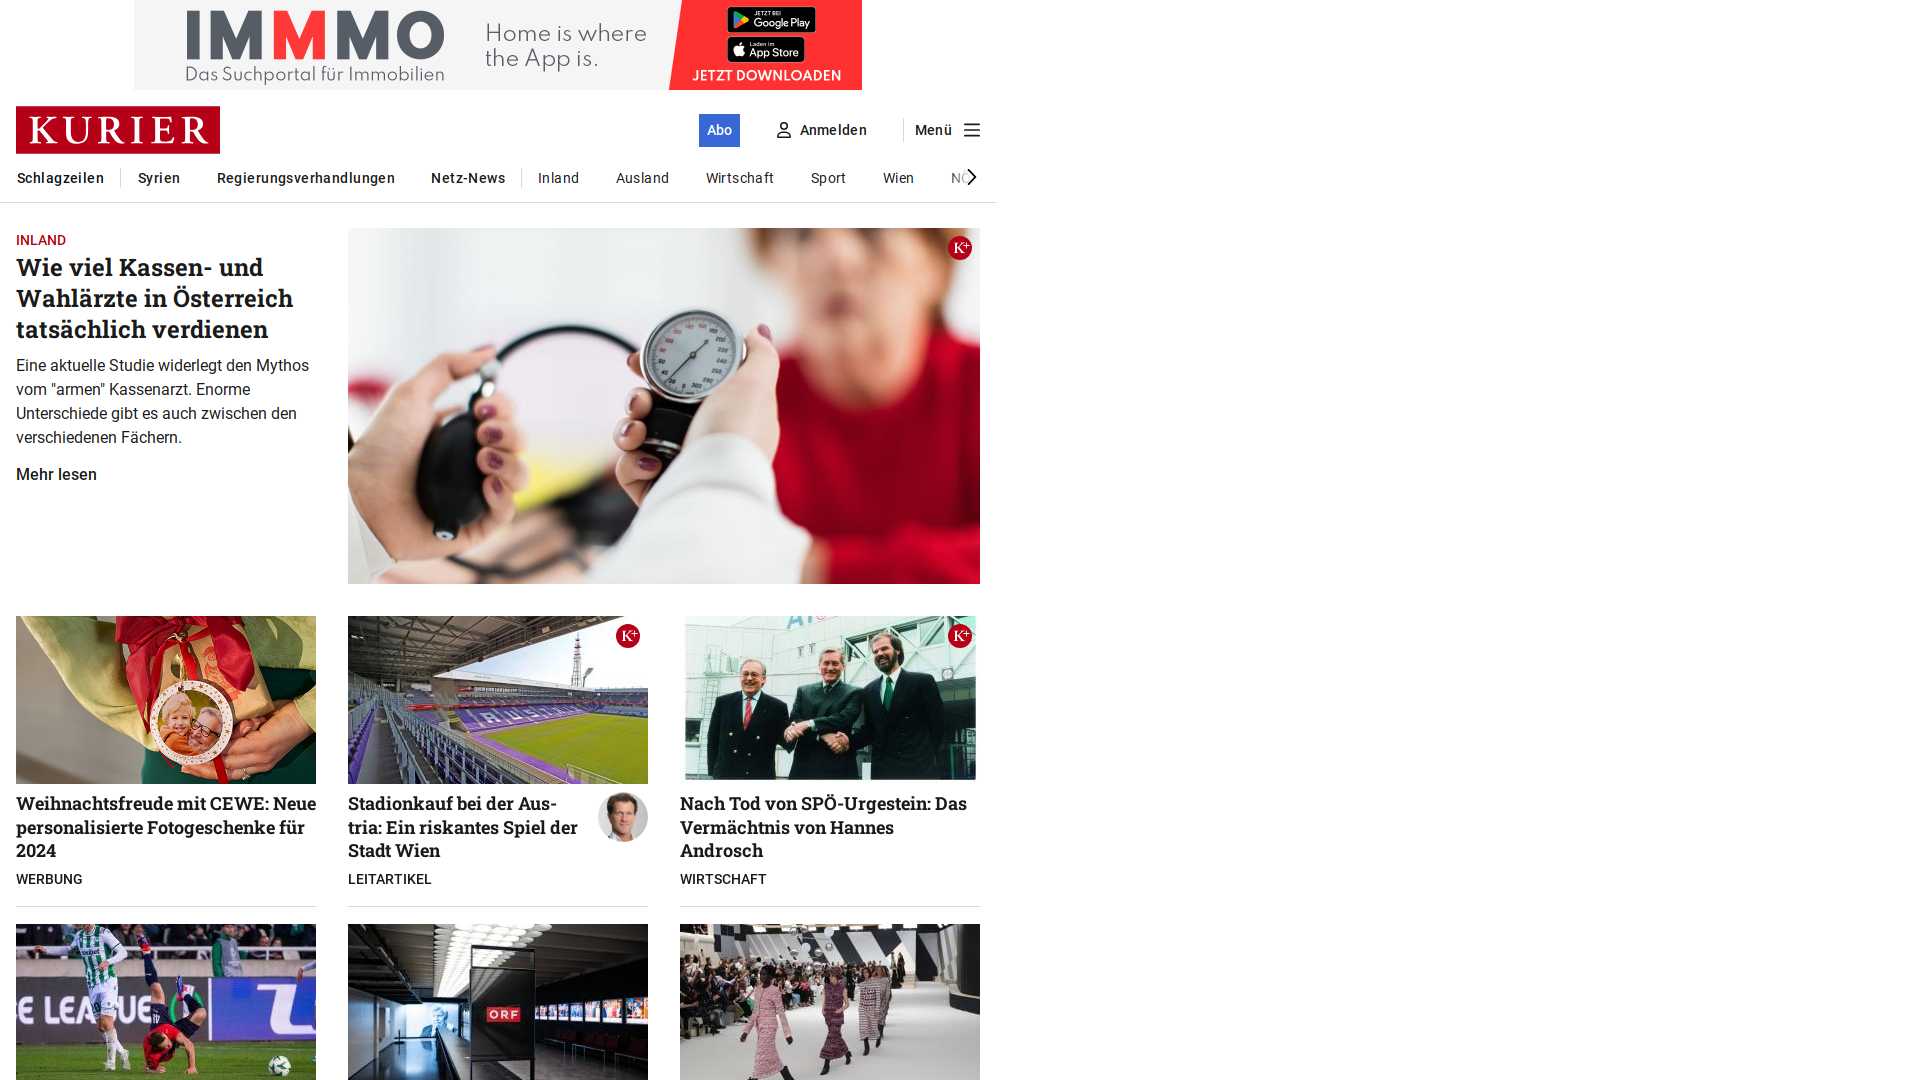 IMMMO
Das Suchportal für Immobilien
Home is where
the App is.
JETZT BEI
Google Play
Laden im
App Store
JETZT DOWNLOADEN
KURIER
Abo
Anmelden
Menü
Schlagzeilen
Syrien
Regierungsverhandlungen
Netz-News
Inland
Ausland
Wirtschaft
Sport
Wien
NÖ
INLAND
Wie viel Kassen- und
Wahlärzte in Österreich
tatsächlich verdienen
Eine aktuelle Studie widerlegt den Mythos
vom "armen" Kassenarzt. Enorme
Unterschiede gibt es auch zwischen den
verschiedenen Fächern.
Mehr lesen
K+
K+
K+
Weihnachtsfreude mit CEWE: Neue
personalisierte Fotogeschenke für
2024
WERBUNG
Stadionkauf bei der Aus-
tria: Ein riskantes Spiel der
Stadt Wien
LEITARTIKEL
Nach Tod von SPÖ-Urgestein: Das
Vermächtnis von Hannes
Androsch
WIRTSCHAFT
CE LEAGUE
ORF